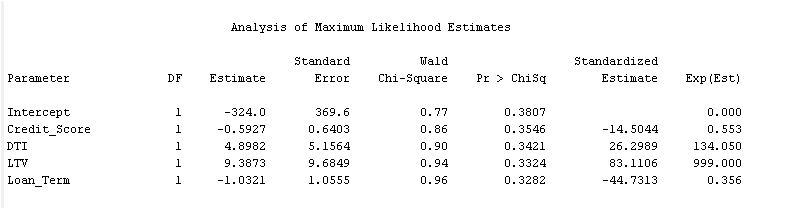 Analysis of Maximum Likelihood Estimates
Standard Wald Standardized
Parameter DF Estimate Error Chi-Square Pr > ChiSq Estimate Exp(Est)
Intercept 1 -324.0 369.6 0.77 0.3807 0.000
Credit_Score 1 -0.5927 0.6403 0.86 0.3546 -14.5044 0.553
DTI 1 4.8982 5.1564 0.90 0.3421 26.2989 134.050
LTV 1 9.3873 9.6849 0.94 0.3324 83.1106 999.000
Loan_Term 1 -1.0321 1.0555 0.96 0.3282 -44.7313 0.356